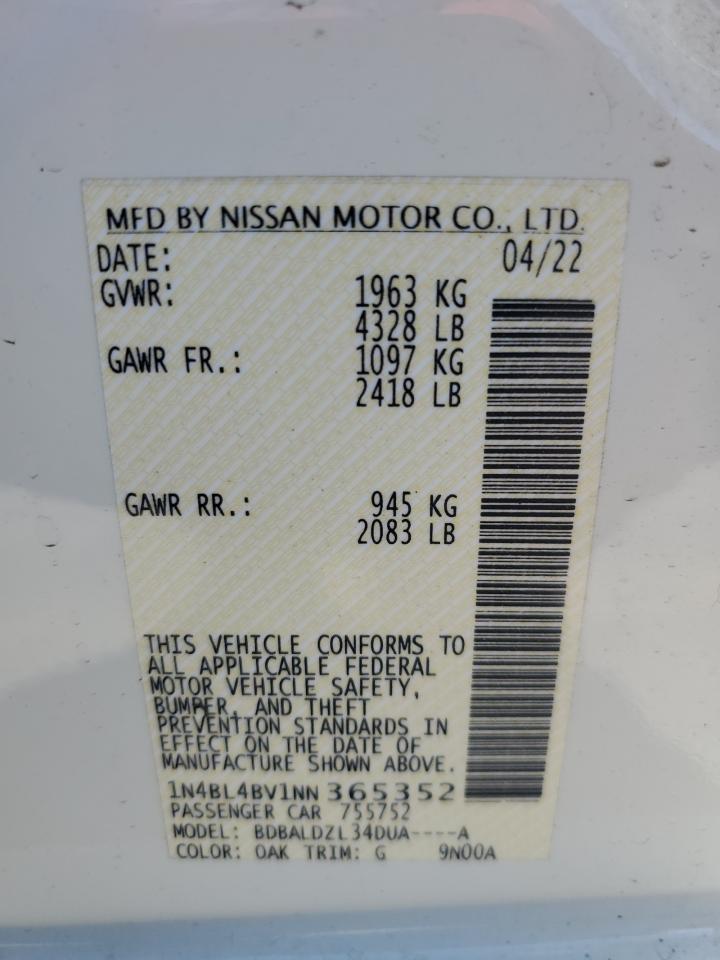 MFD BY NISSAN MOTOR CO., LTD.
DATE: 04/22
GVWR: 1963 KG
4328 LB
GAWR FR.: 1097 KG
2418 LB
GAWR RR.: 945 KG
2083 LB
THIS VEHICLE CONFORMS TO
ALL APPLICABLE FEDERAL
MOTOR VEHICLE SAFETY,
BUMPER, AND THEFT
PREVENTION STANDARDS IN
EFFECT ON THE DATE OF
MANUFACTURE SHOWN ABOVE.
1N4BL4BV1NN 365352
PASSENGER CAR 755752
MODEL: BDBALDZL34DUA----A
COLOR: OAK TRIM: G 9N00A